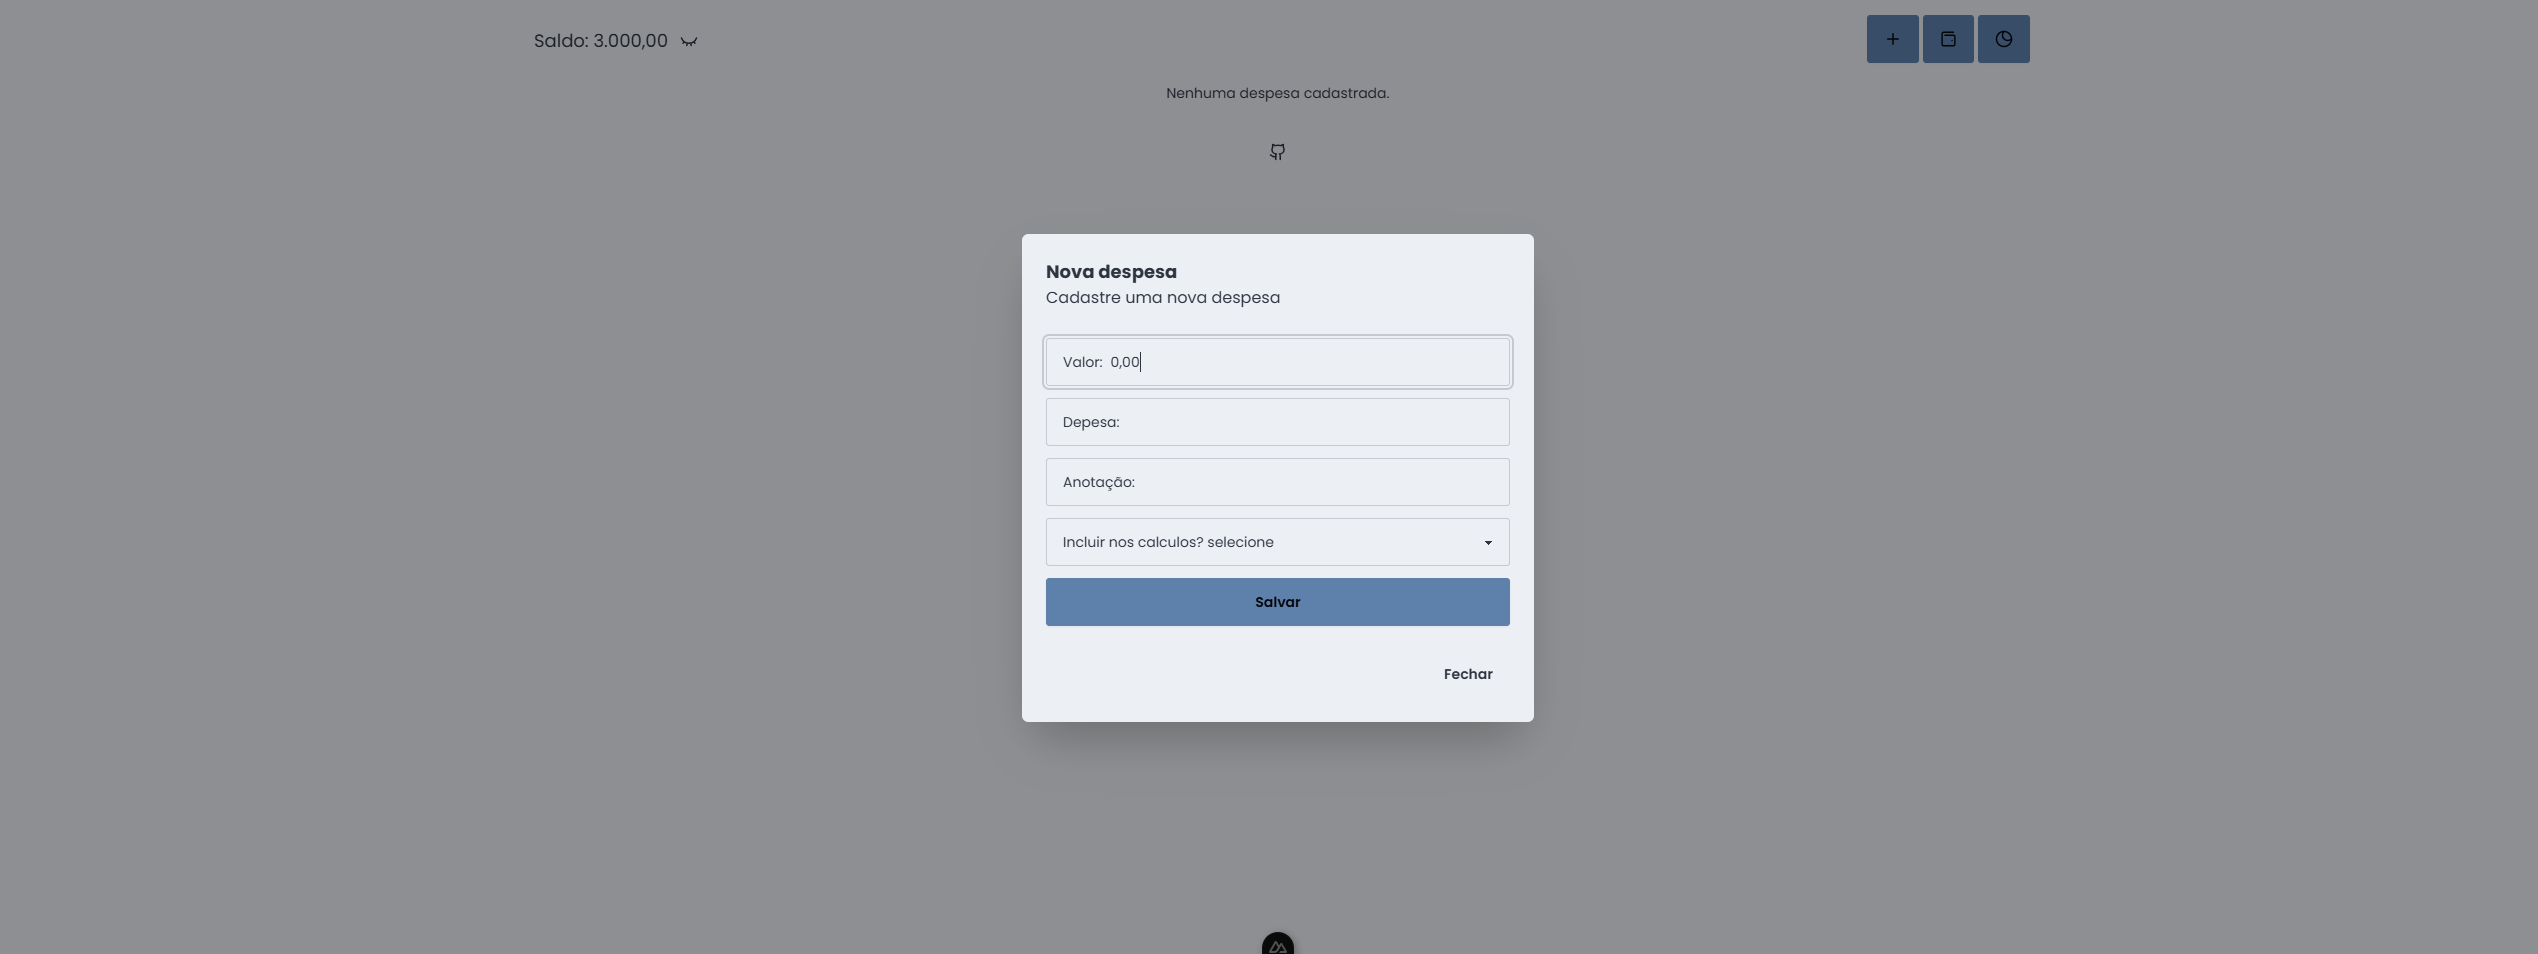 Saldo: 3.000,00
Nenhuma despesa cadastrada.
Nova despesa
Cadastre uma nova despesa
Valor: 0,00
Depesa:
Anotação:
Incluir nos calculos? selecione
Salvar
Fechar